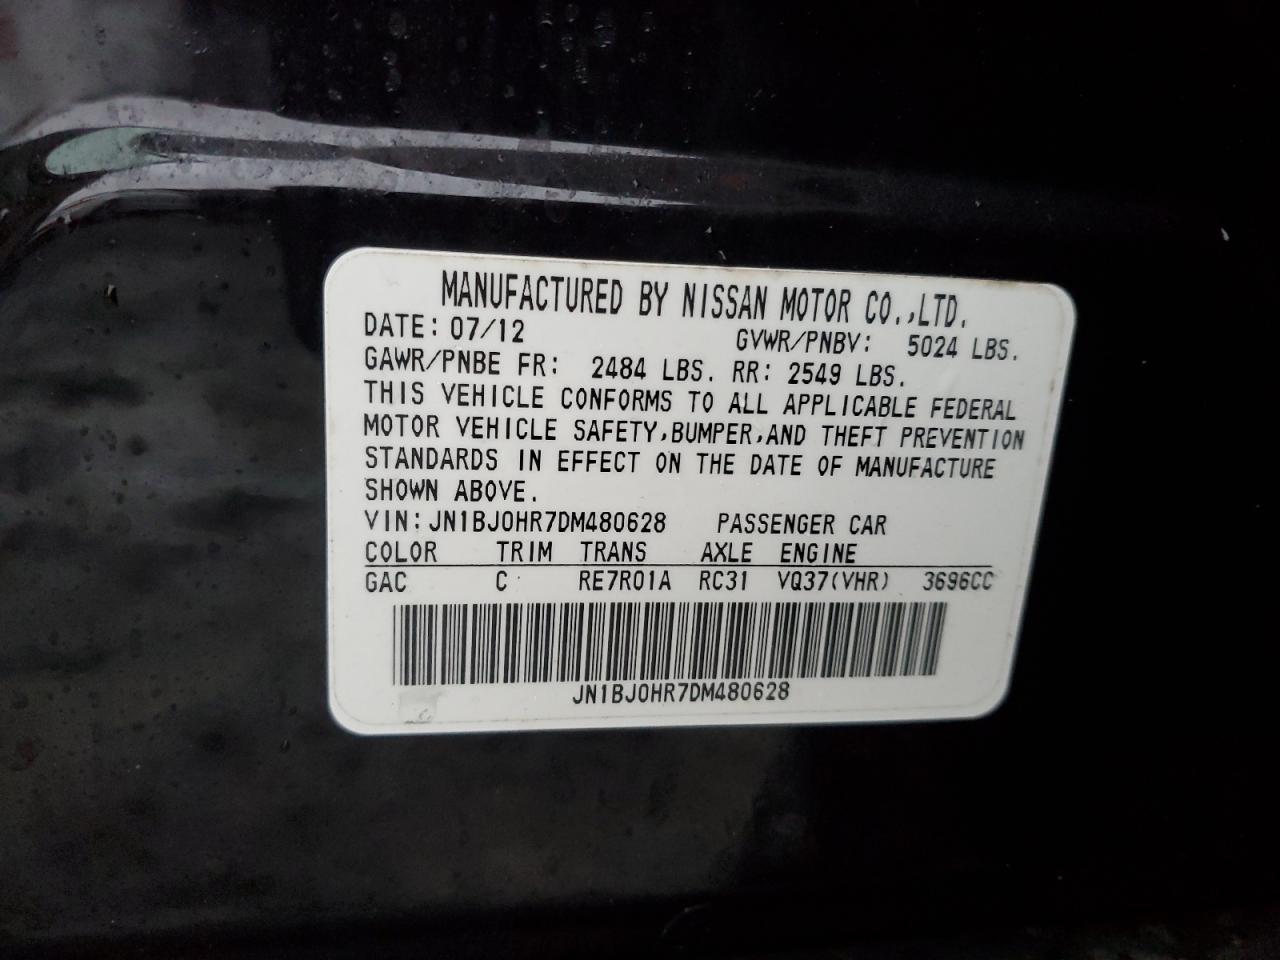 MANUFACTURED BY NISSAN MOTOR CO.,LTD.
DATE: 07/12 GVWR/PNBV: 5024 LBS.
GAWR/PNBE FR: 2484 LBS. RR: 2549 LBS.
THIS VEHICLE CONFORMS TO ALL APPLICABLE FEDERAL
MOTOR VEHICLE SAFETY,BUMPER,AND THEFT PREVENTION
STANDARDS IN EFFECT ON THE DATE OF MANUFACTURE
SHOWN ABOVE.
VIN:JN1BJ0HR7DM480628 PASSENGER CAR
COLOR TRIM TRANS AXLE ENGINE
GAC C RE7R01A RC31 VQ37(VHR) 3696CC
JN1BJ0HR7DM480628